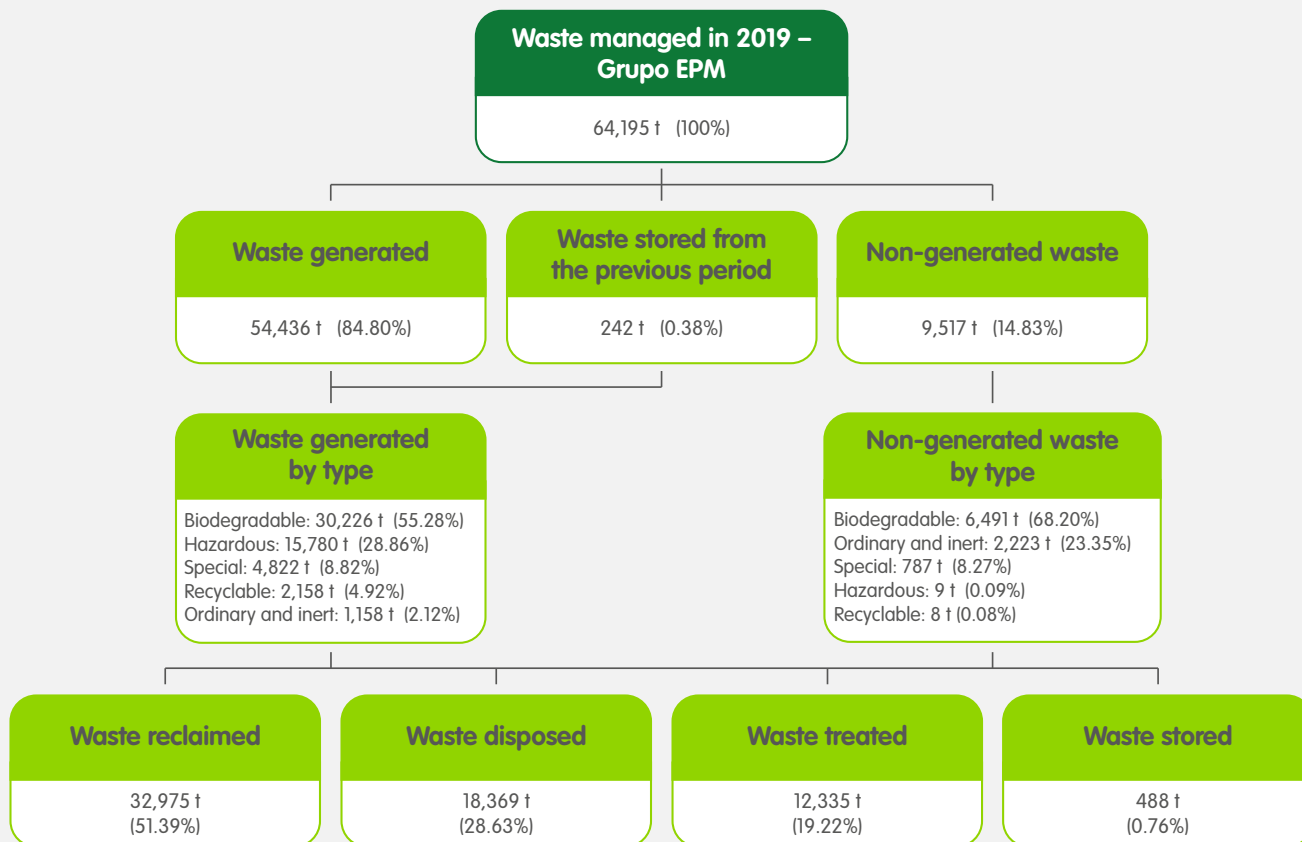 Waste managed in 2019 –
Grupo EPM
64,195 t (100%)
Waste generated
54,436 t (84.80%)
Waste stored from
the previous period
242 t (0.38%)
Non-generated waste
9,517 t (14.83%)
Waste generated
by type
Biodegradable: 30,226 t (55.28%)
Hazardous: 15,780 t (28.86%)
Special: 4,822 t (8.82%)
Recyclable: 2,158 t (4.92%)
Ordinary and inert: 1,158 t (2.12%)
Non-generated waste
by type
Biodegradable: 6,491 t (68.20%)
Ordinary and inert: 2,223 t (23.35%)
Special: 787 t (8.27%)
Hazardous: 9 t (0.09%)
Recyclable: 8 t (0.08%)
Waste reclaimed
32,975 t
(51.39%)
Waste disposed
18,369 t
(28.63%)
Waste treated
12,335 t
(19.22%)
Waste stored
488 t
(0.76%)